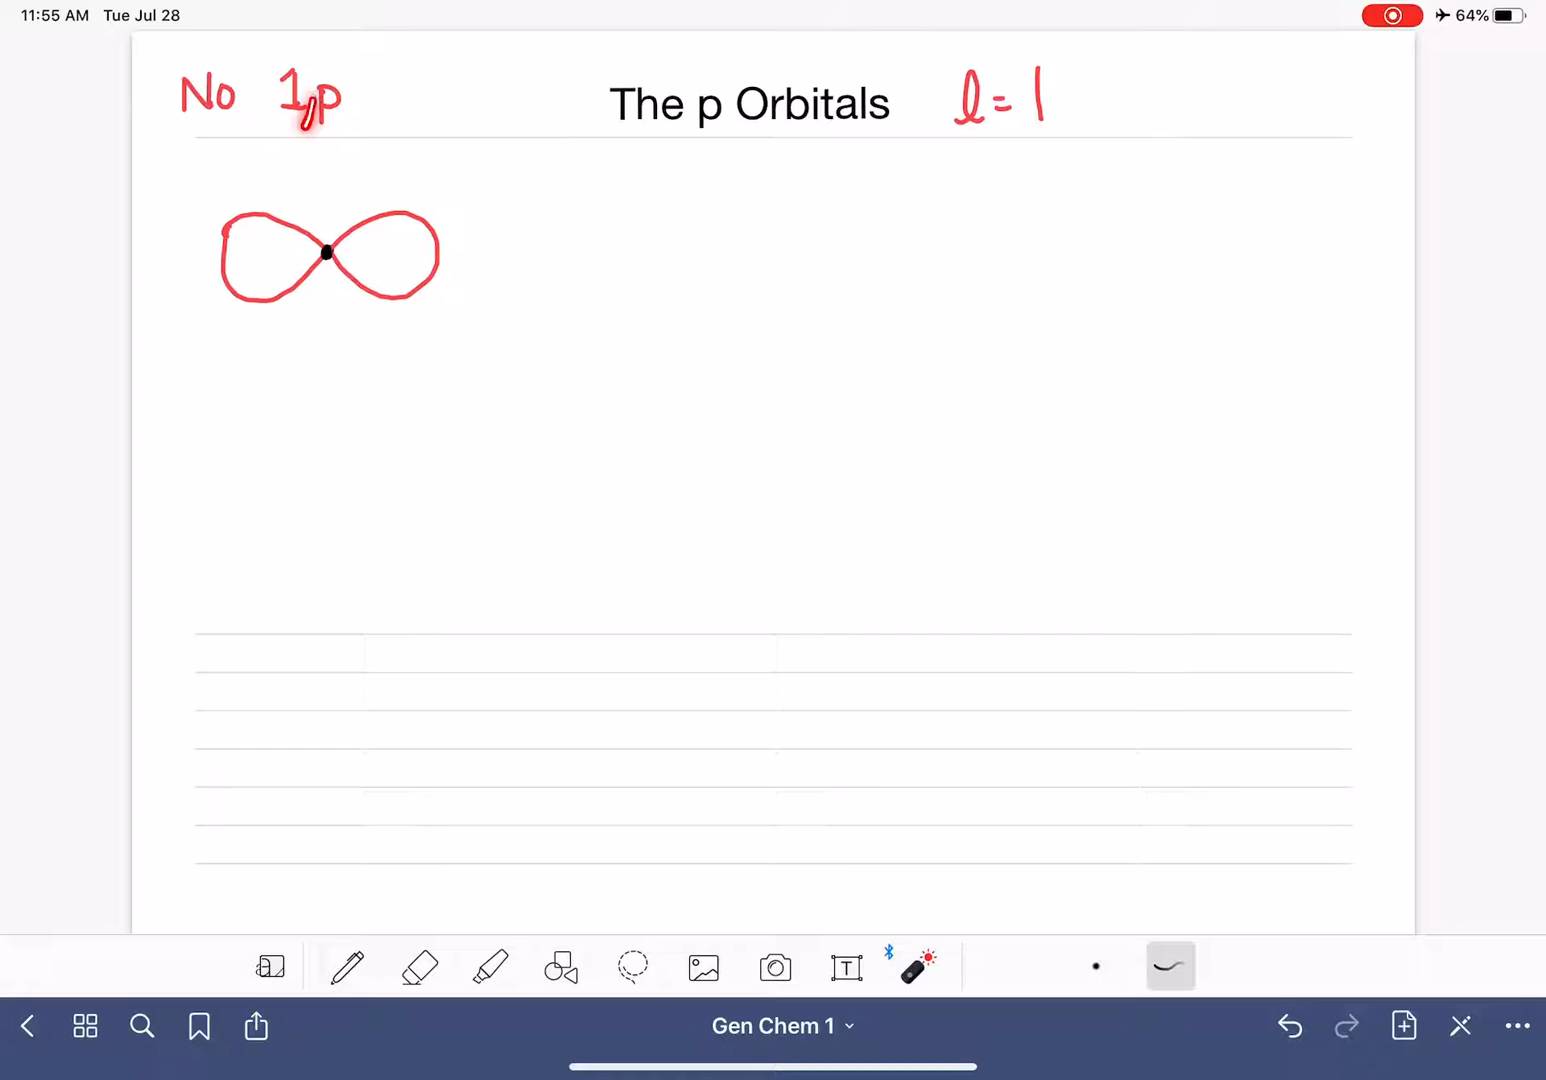 11:55 AM Tue Jul 28
64%
No 1p The p Orbitals l = 1
T
Gen Chem 1